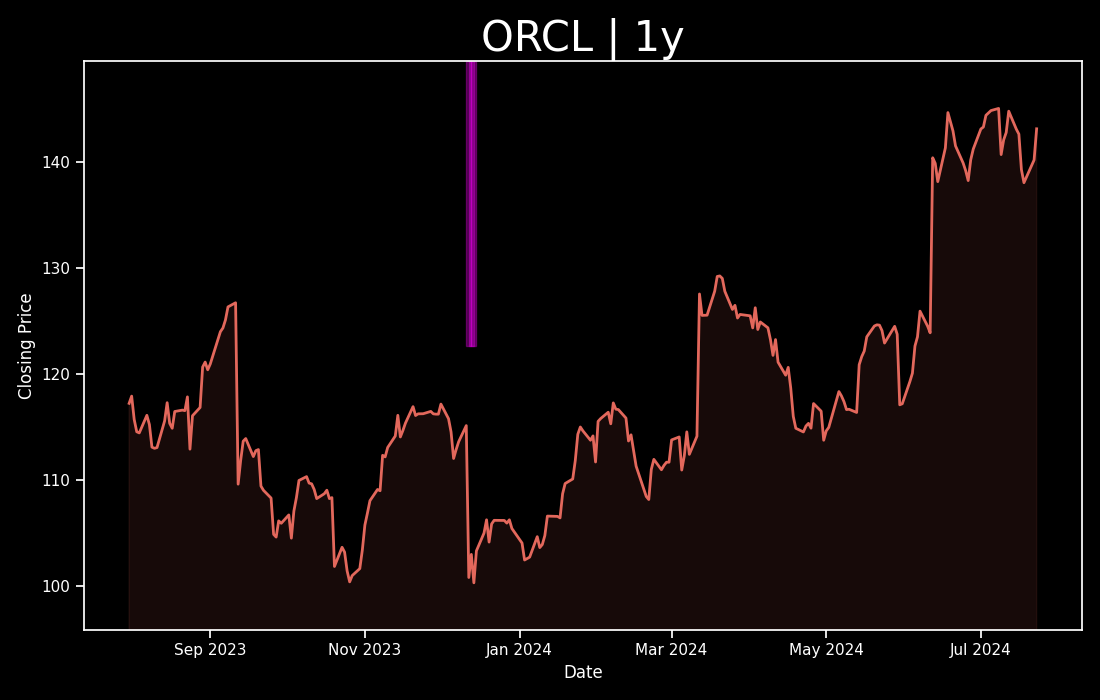 ORCL | 1y
Closing Price
140
130
120
110
100
Sep 2023
Nov 2023
Jan 2024
Mar 2024
May 2024
Jul 2024
Date